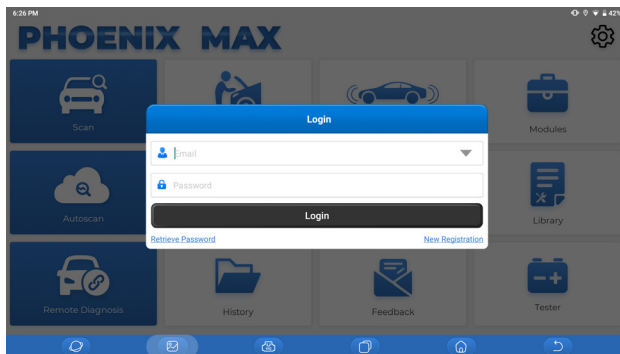 6:26 PM
42%
PHOENIX MAX
Scan
Modules
Login
Email
Password
Login
Retrieve Password
New Registration
Autoscan
Library
Remote Diagnosis
History
Feedback
Tester